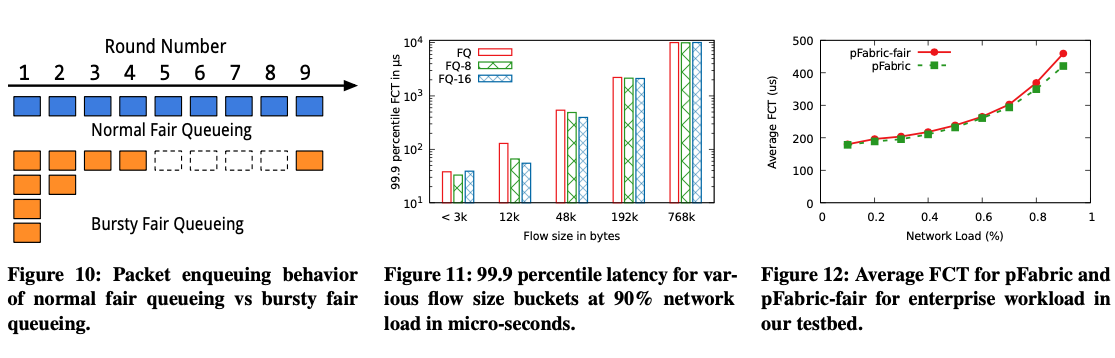 Round Number
1 2 3 4 5 6 7 8 9
Normal Fair Queueing
Bursty Fair Queueing
Figure 10: Packet enqueuing behavior
of normal fair queueing vs bursty fair
queueing.
99.9 percentile FCT in µs
10^4
10^3
10^2
10^1
FQ
FQ-8
FQ-16
< 3k 12k 48k 192k 768k
Flow size in bytes
Figure 11: 99.9 percentile latency for var-
ious flow size buckets at 90% network
load in micro-seconds.
Average FCT (us)
500
400
300
200
100
0
pFabric-fair
pFabric
0 0.2 0.4 0.6 0.8 1
Network Load (%)
Figure 12: Average FCT for pFabric and
pFabric-fair for enterprise workload in
our testbed.